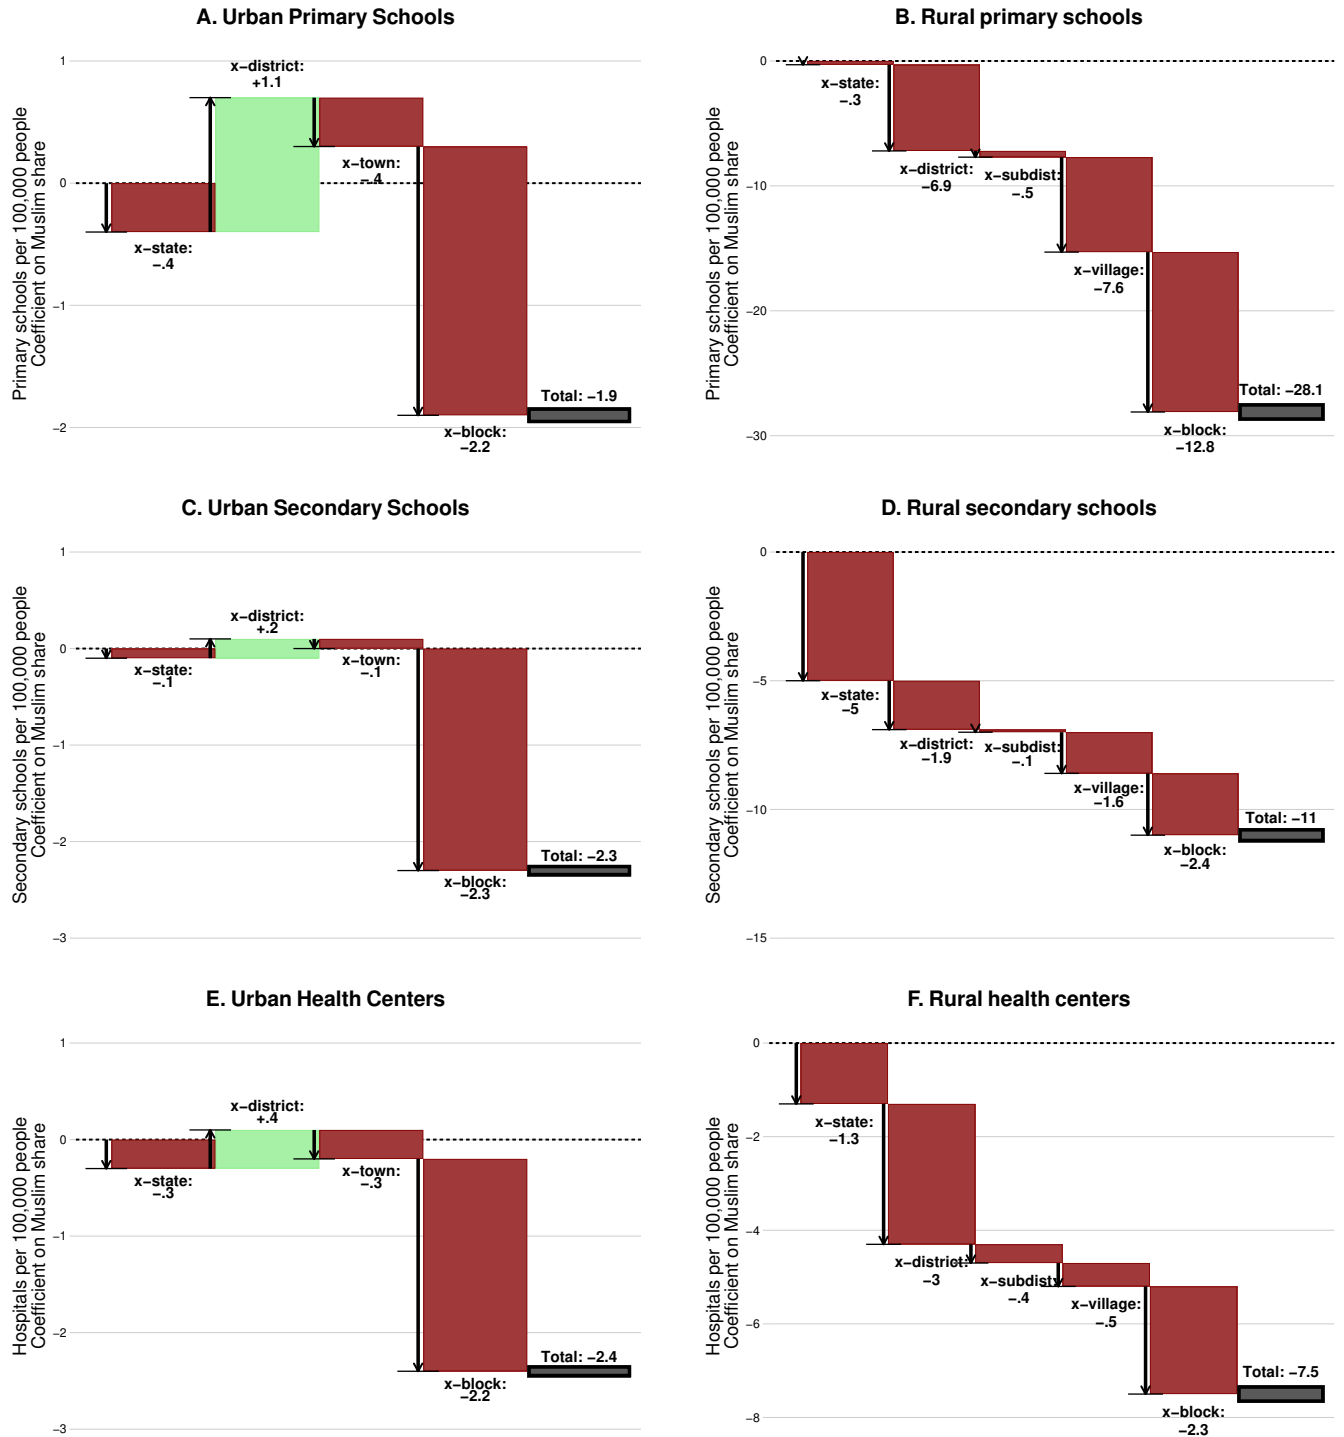 A. Urban Primary Schools
Primary schools per 100,000 people
Coefficient on Muslim share
1
0
−1
−2
x−state:
−.4
x−district:
+1.1
x−town:
−.4
x−block:
−2.2
Total: −1.9
B. Rural primary schools
Primary schools per 100,000 people
Coefficient on Muslim share
0
−10
−20
−30
x−state:
−.3
x−district:
−6.9
x−subdist:
−.5
x−village:
−7.6
x−block:
−12.8
Total: −28.1
C. Urban Secondary Schools
Secondary schools per 100,000 people
Coefficient on Muslim share
1
0
−1
−2
−3
x−state:
−.1
x−district:
+.2
x−town:
−.1
x−block:
−2.3
Total: −2.3
D. Rural secondary schools
Secondary schools per 100,000 people
Coefficient on Muslim share
0
−5
−10
−15
x−state:
−5
x−district:
−1.9
x−subdist:
−.1
x−village:
−1.6
x−block:
−2.4
Total: −11
E. Urban Health Centers
Hospitals per 100,000 people
Coefficient on Muslim share
1
0
−1
−2
−3
x−state:
−.3
x−district:
+.4
x−town:
−.3
x−block:
−2.2
Total: −2.4
F. Rural health centers
Hospitals per 100,000 people
Coefficient on Muslim share
0
−2
−4
−6
−8
x−state:
−1.3
x−district:
−3
x−subdist:
−.4
x−village:
−.5
x−block:
−2.3
Total: −7.5